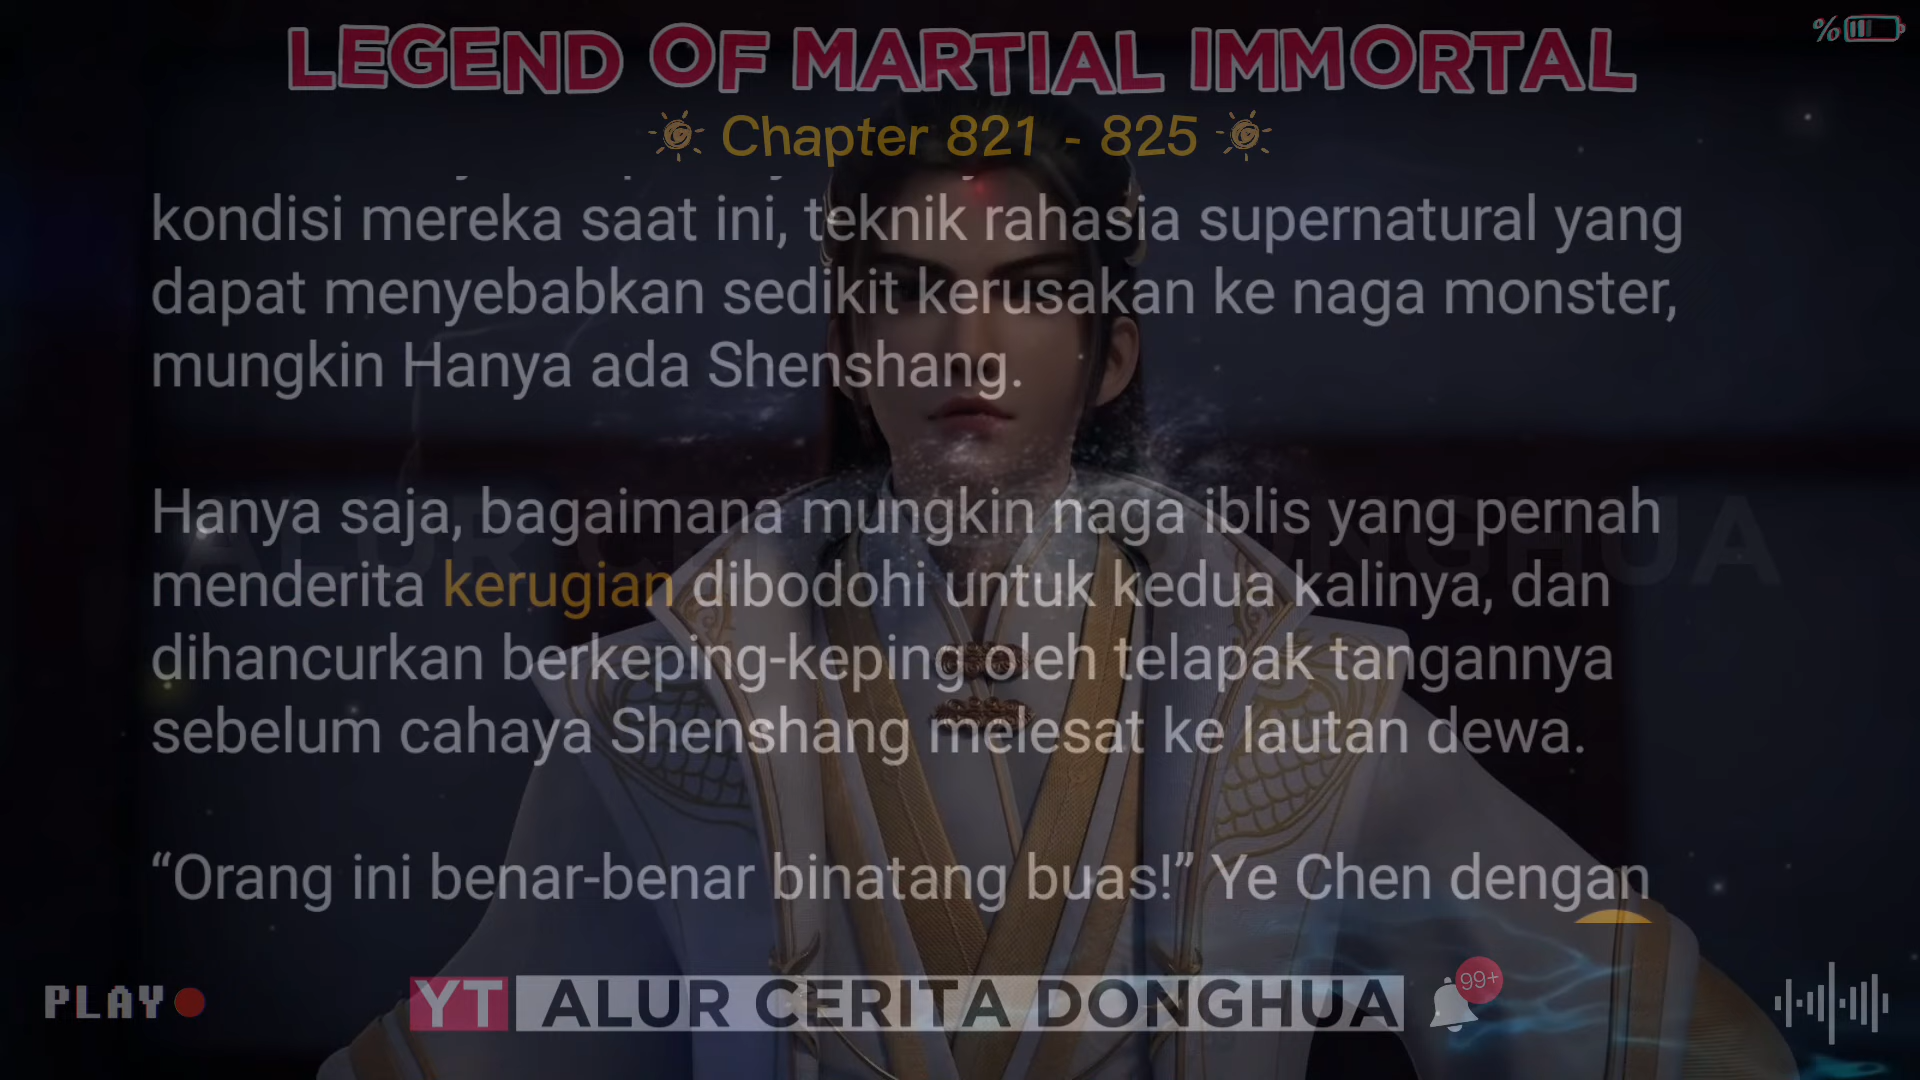 LEGEND OF MARTIAL IMMORTAL
%
Chapter 821 - 825
kondisi mereka saat ini, teknik rahasia supernatural yang
dapat menyebabkan sedikit kerusakan ke naga monster,
mungkin Hanya ada Shenshang.
Hanya saja, bagaimana mungkin naga iblis yang pernah
menderita kerugian dibodohi untuk kedua kalinya, dan
dihancurkan berkeping-keping oleh telapak tangannya
sebelum cahaya Shenshang melesat ke lautan dewa.
“Orang ini benar-benar binatang buas!” Ye Chen dengan
PLAY
YT ALUR CERITA DONGHUA
99+
ALUR CERITA DONGHUA